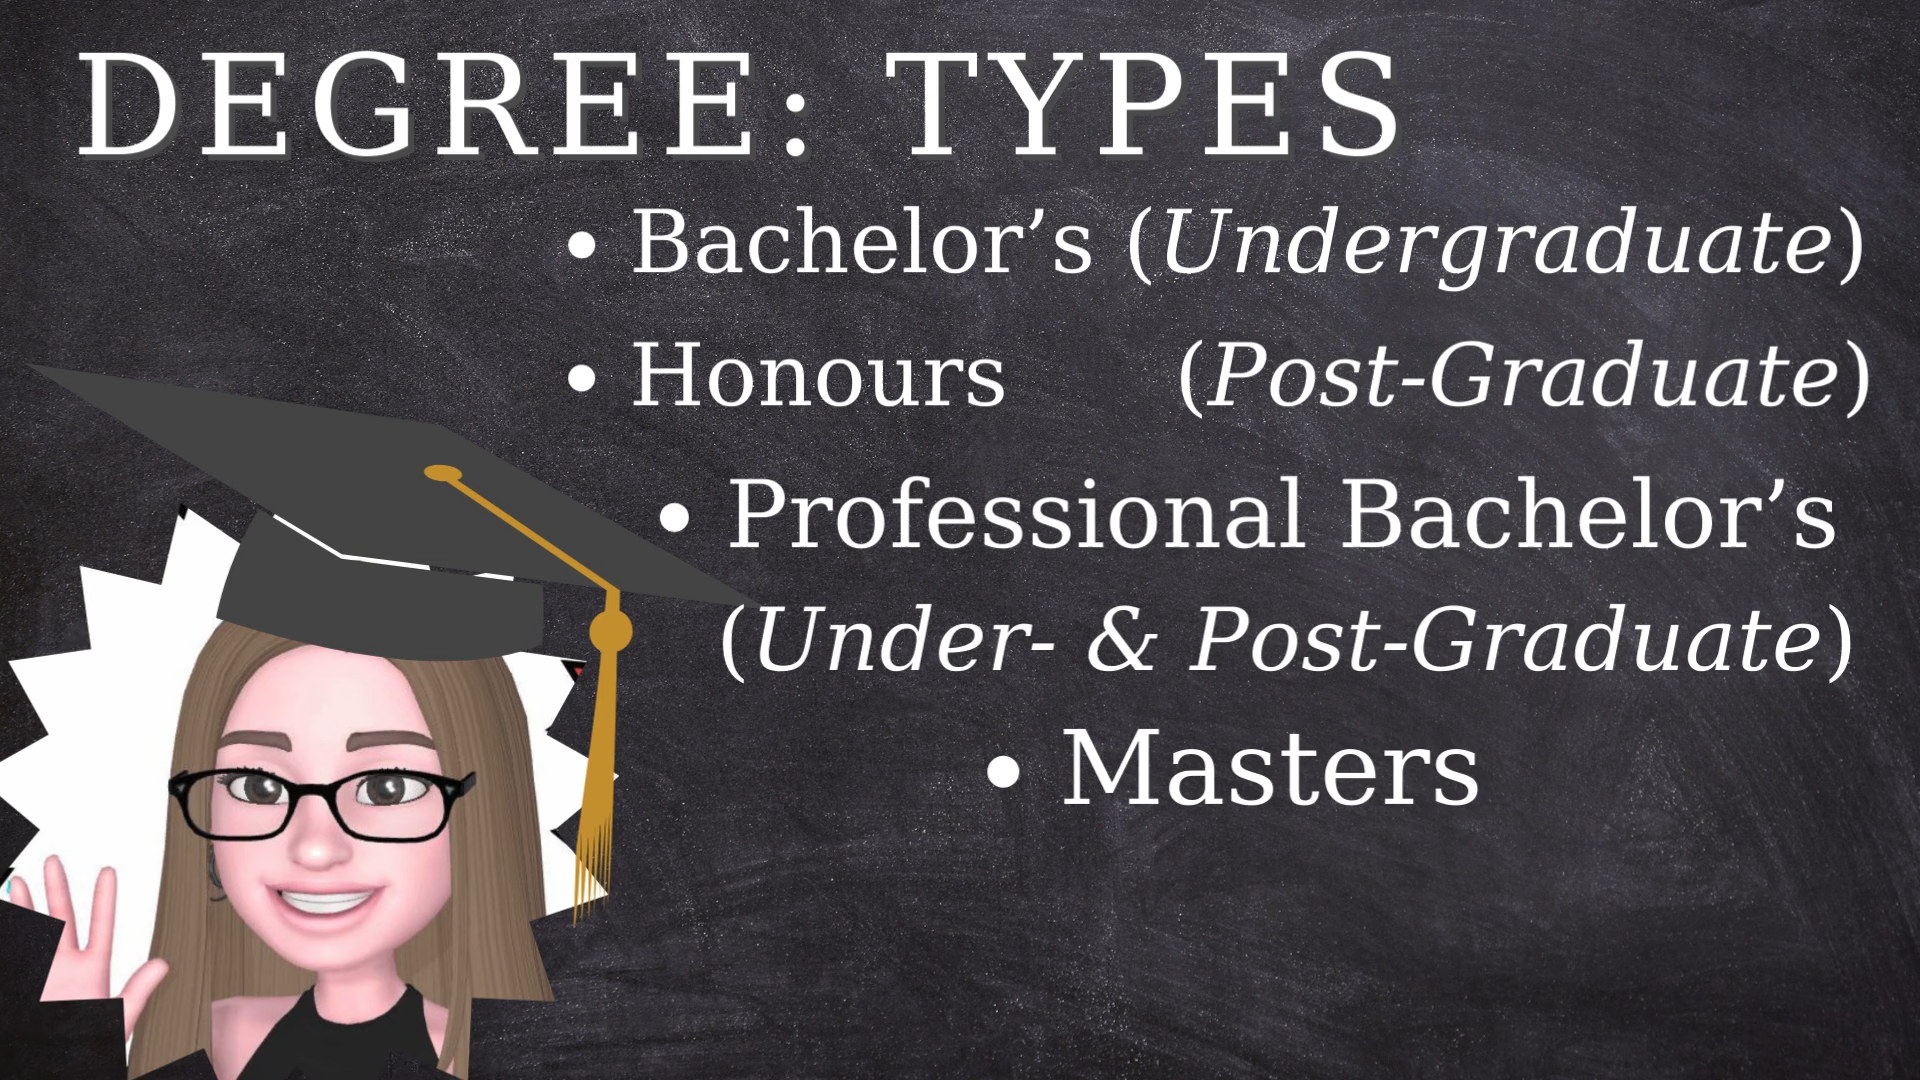 DEGREE: TYPES
• Bachelor’s (Undergraduate)
• Honours (Post-Graduate)
• Professional Bachelor’s
(Under- & Post-Graduate)
• Masters